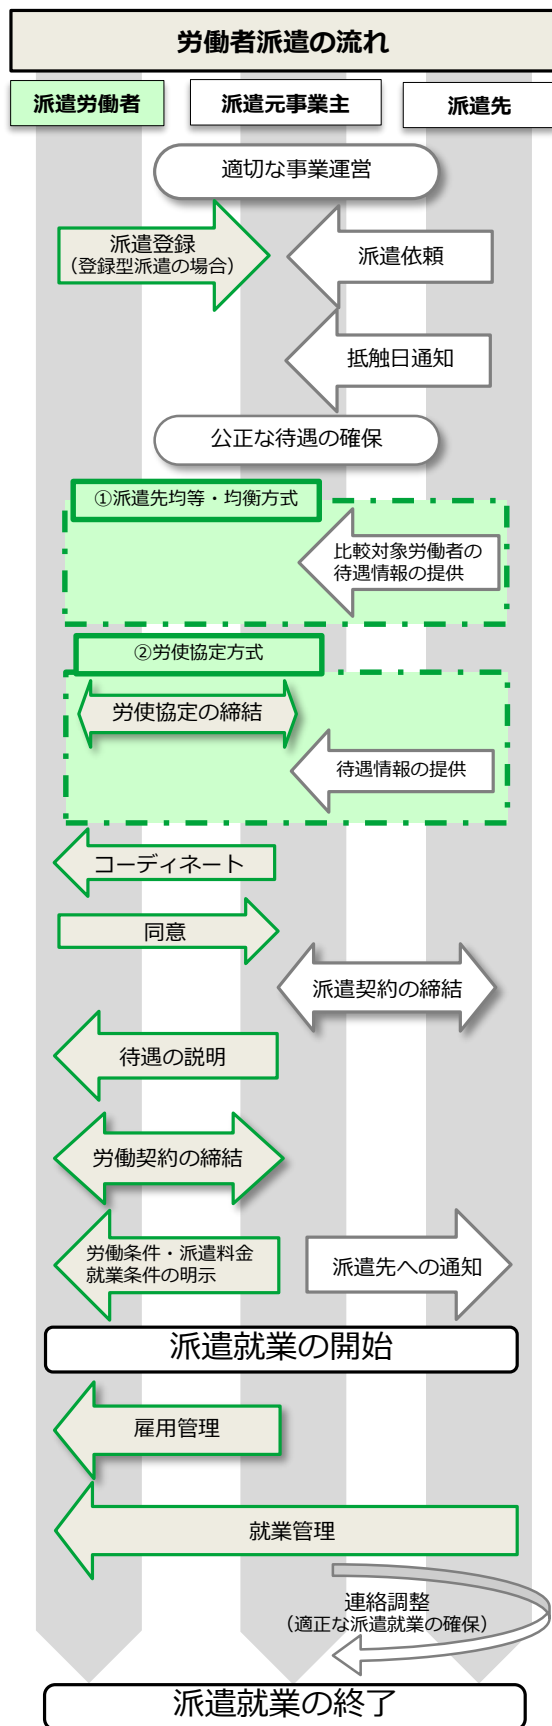 労働者派遣の流れ
派遣労働者
派遣元事業主
派遣先
適切な事業運営
派遣登録
(登録型派遣の場合)
派遣依頼
抵触日通知
公正な待遇の確保
①派遣先均等・均衡方式
比較対象労働者の
待遇情報の提供
②労使協定方式
労使協定の締結
待遇情報の提供
コーディネート
同意
派遣契約の締結
待遇の説明
労働契約の締結
労働条件・派遣料金
就業条件の明示
派遣先への通知
派遣就業の開始
雇用管理
就業管理
連絡調整
(適正な派遣就業の確保)
派遣就業の終了